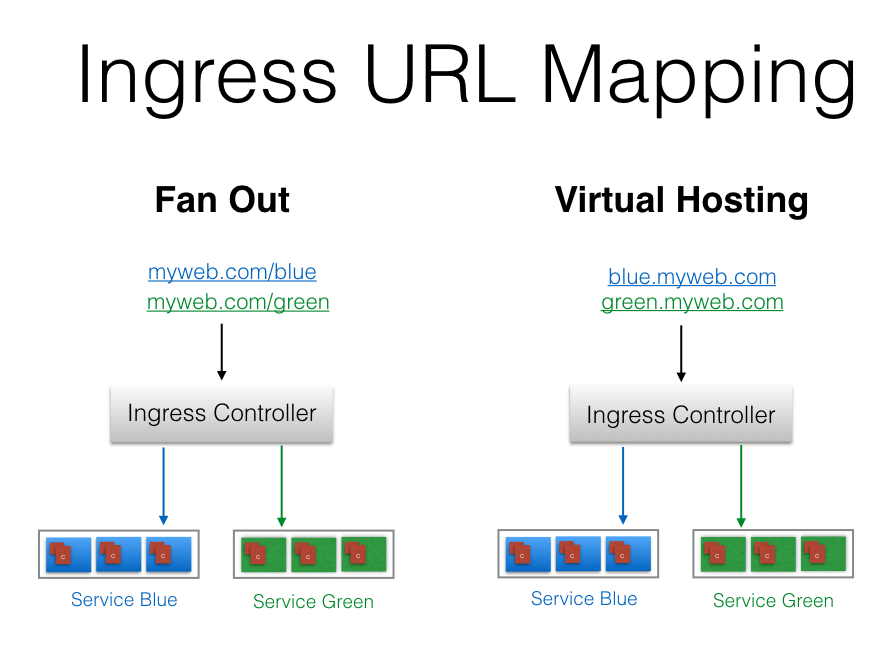 Ingress URL Mapping
Fan Out
myweb.com/blue
myweb.com/green
Ingress Controller
C C C
C C C
Service Blue
Service Green
Virtual Hosting
blue.myweb.com
green.myweb.com
Ingress Controller
C C C
C C C
Service Blue
Service Green